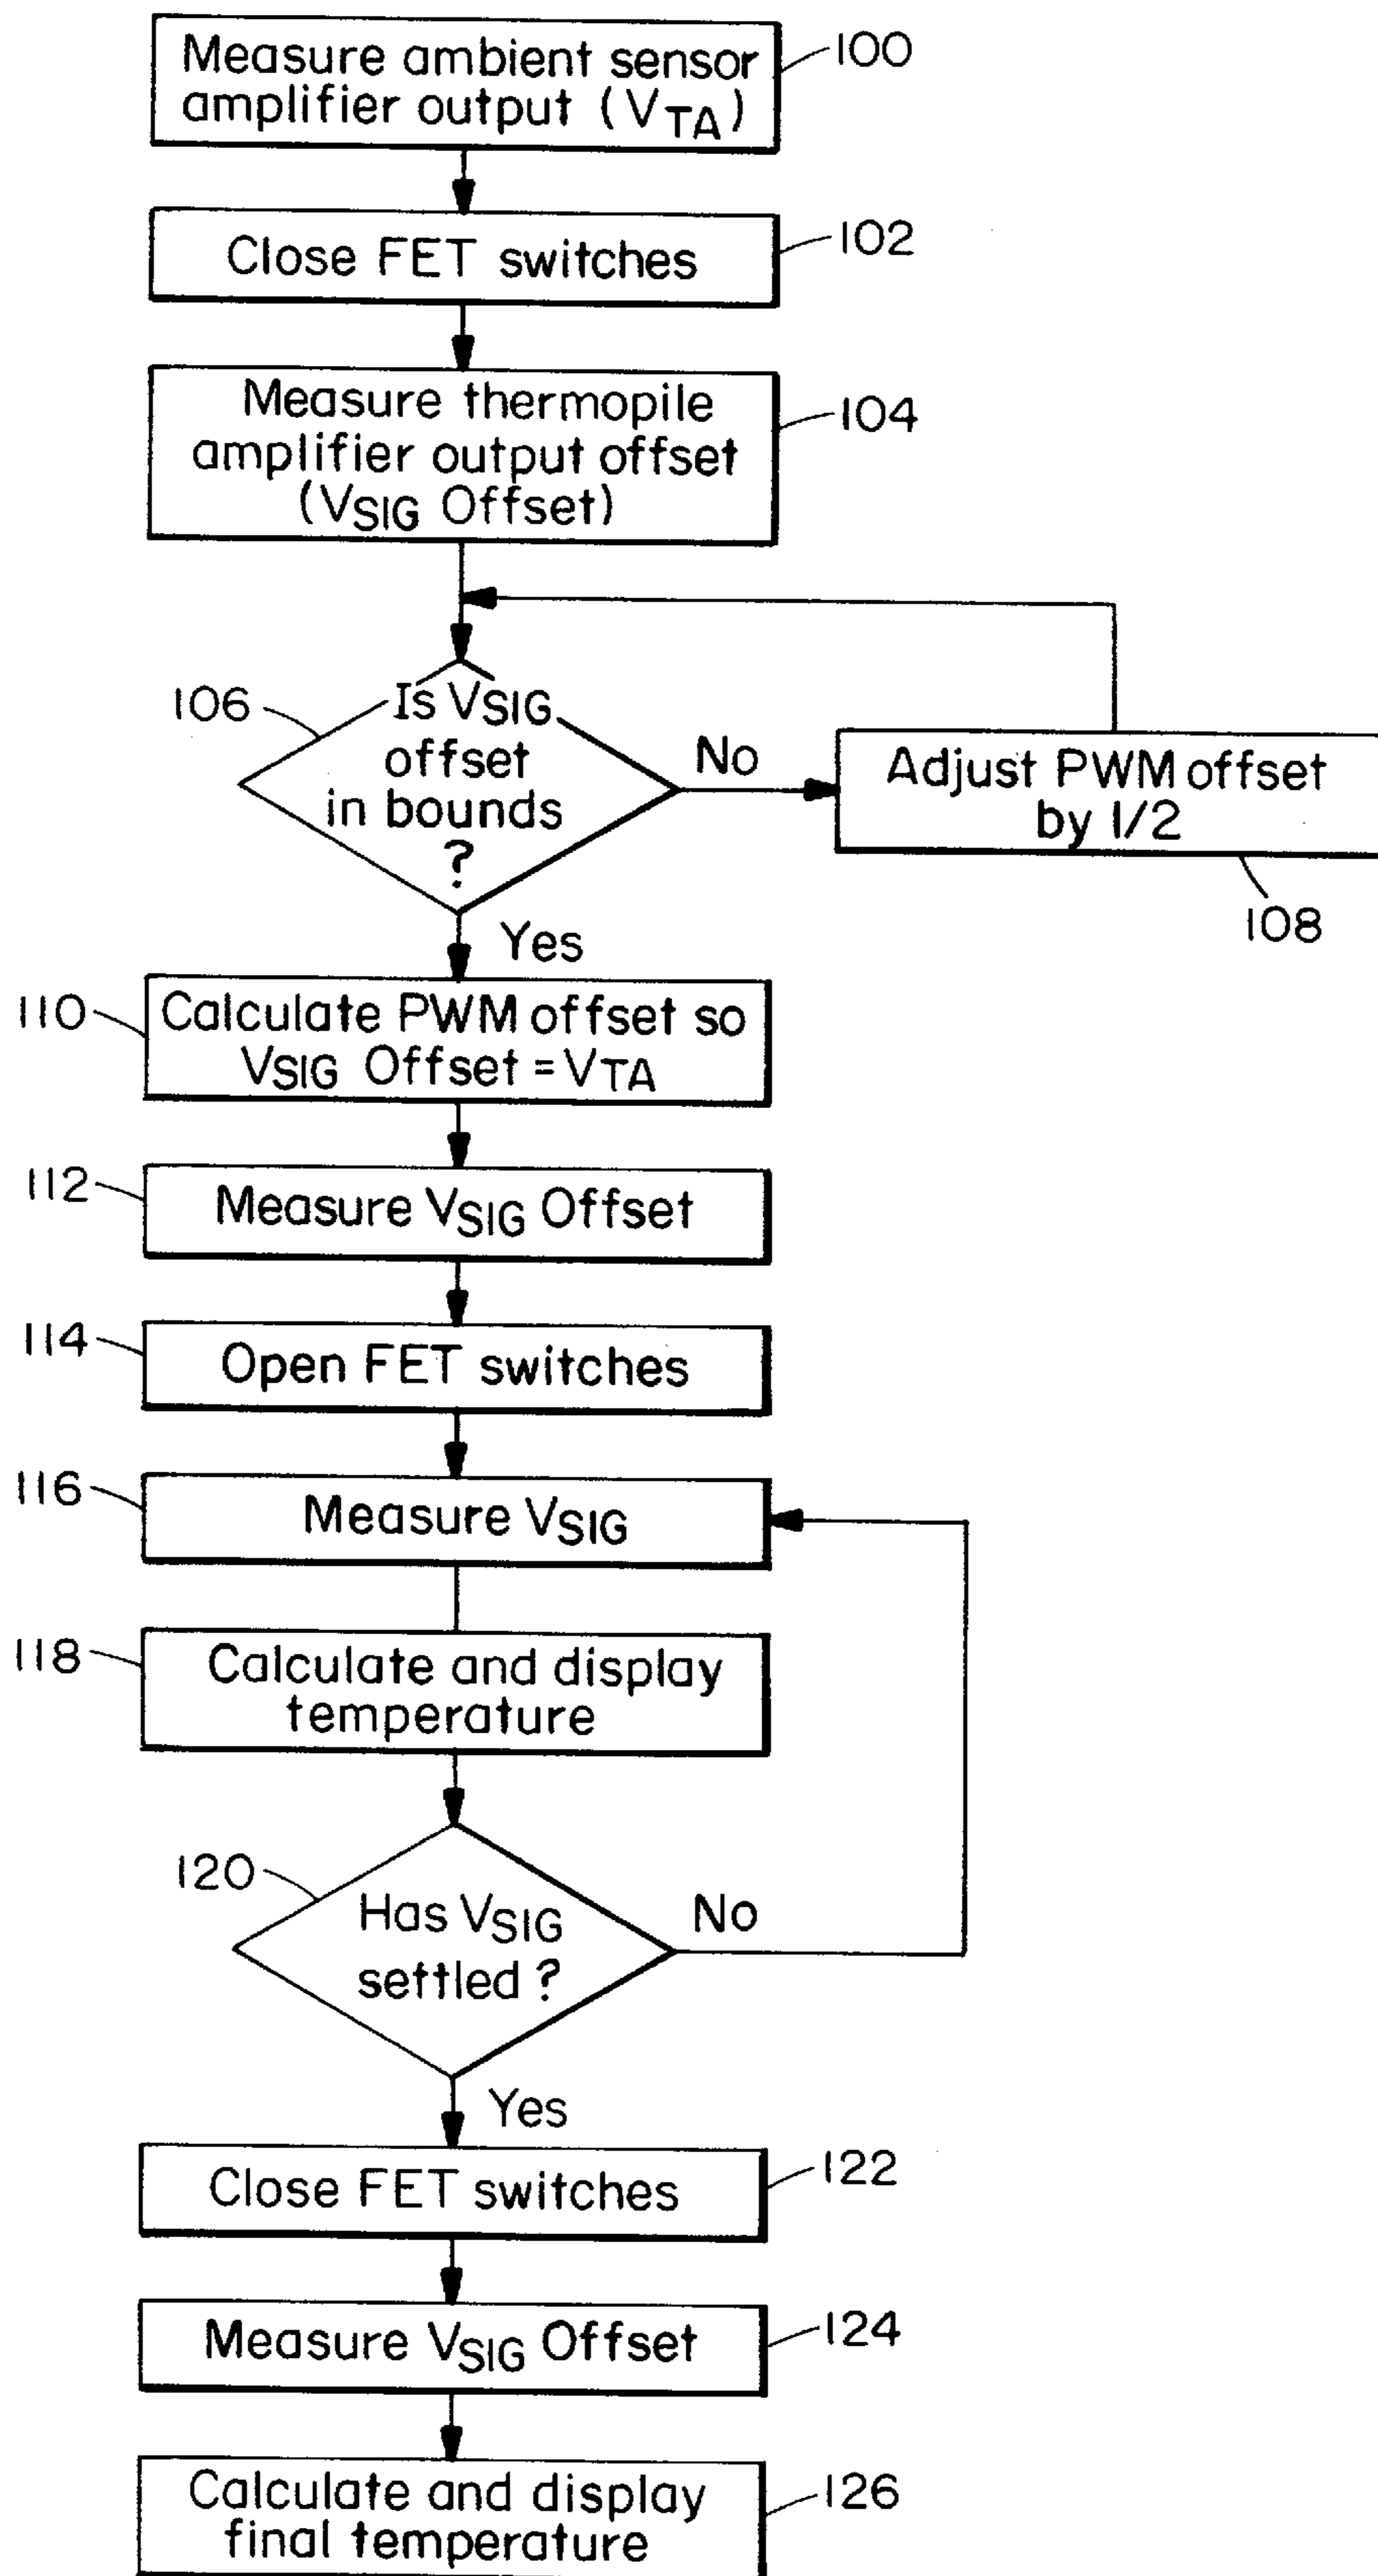 Measure ambient sensor
amplifier output (VTA)
100
Close FET switches
102
Measure thermopile
amplifier output offset
(VSIG Offset)
104
106
Is VSIG
offset
in bounds
?
No
Adjust PWM offset
by 1/2
108
Yes
110
Calculate PWM offset so
VSIG Offset = VTA
112
Measure VSIG Offset
114
Open FET switches
116
Measure VSIG
118
Calculate and display
temperature
120
Has VSIG
settled?
No
Yes
Close FET switches
122
Measure VSIG Offset
124
Calculate and display
final temperature
126